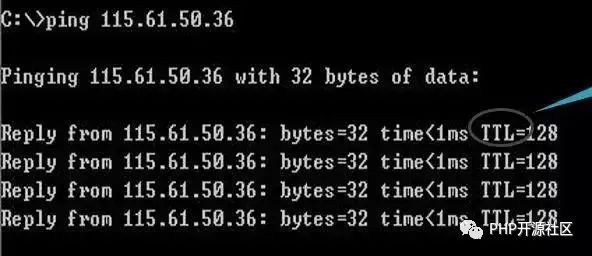 C:\>ping 115.61.50.36
Pinging 115.61.50.36 with 32 bytes of data:
Reply from 115.61.50.36: bytes=32 time<1ms TTL=128
Reply from 115.61.50.36: bytes=32 time<1ms TTL=128
Reply from 115.61.50.36: bytes=32 time<1ms TTL=128
Reply from 115.61.50.36: bytes=32 time<1ms TTL=128
PHP开源社区